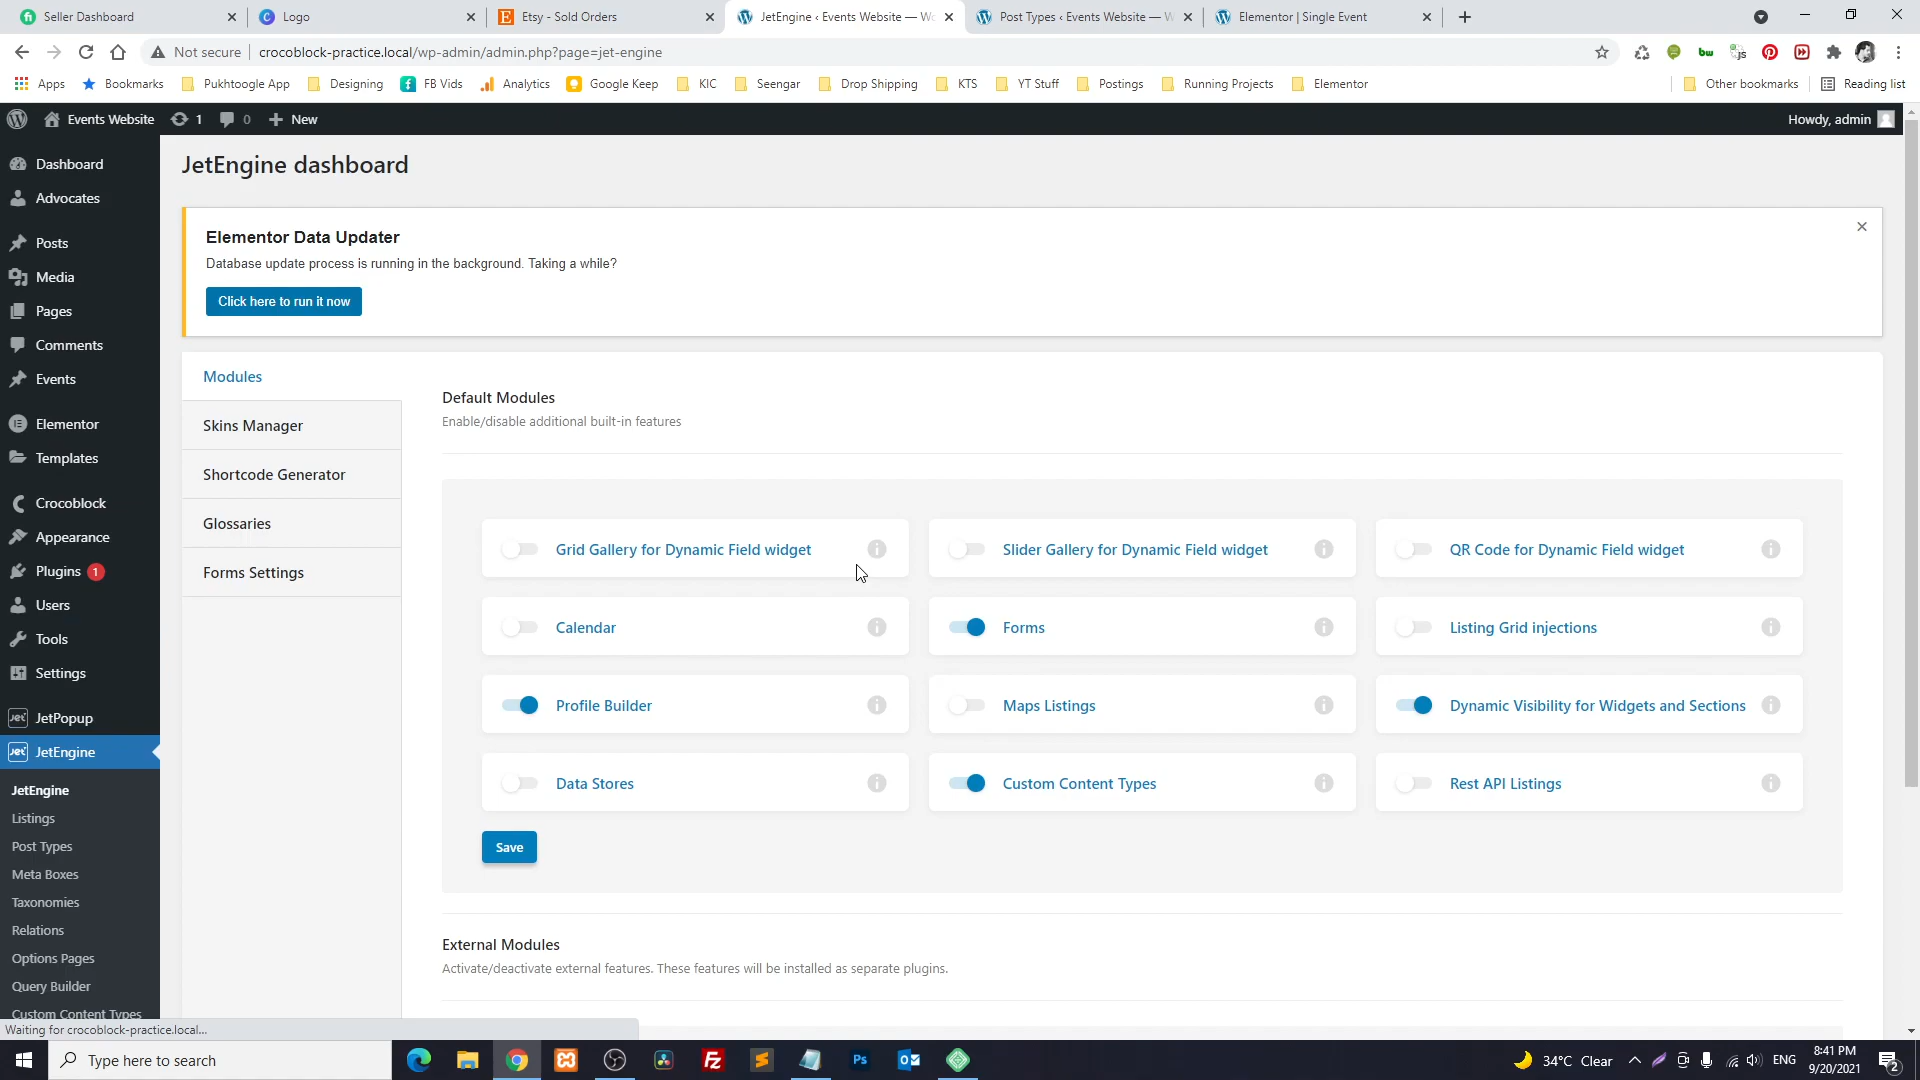 Seller Dashboard
Logo
Etsy - Sold Orders
JetEngine ‹ Events Website — Wo
Post Types ‹ Events Website — W
Elementor | Single Event
Not secure
crocoblock-practice.local/wp-admin/admin.php?page=jet-engine
Apps
Bookmarks
Pukhtoogle App
Designing
FB Vids
Analytics
Google Keep
KIC
Seengar
Drop Shipping
KTS
YT Stuff
Postings
Running Projects
Elementor
Other bookmarks
Reading list
Events Website
1
0
New
Howdy, admin
Dashboard
Advocates
Posts
Media
Pages
Comments
Events
Elementor
Templates
Crocoblock
Appearance
Plugins 1
Users
Tools
Settings
JetPopup
JetEngine
JetEngine
Listings
Post Types
Meta Boxes
Taxonomies
Relations
Options Pages
Query Builder
Custom Content Types
Waiting for crocoblock-practice.local...
JetEngine dashboard
Elementor Data Updater
Database update process is running in the background. Taking a while?
Click here to run it now
Modules
Skins Manager
Shortcode Generator
Glossaries
Forms Settings
Default Modules
Enable/disable additional built-in features
Grid Gallery for Dynamic Field widget
Slider Gallery for Dynamic Field widget
QR Code for Dynamic Field widget
Calendar
Forms
Listing Grid injections
Profile Builder
Maps Listings
Dynamic Visibility for Widgets and Sections
Data Stores
Custom Content Types
Rest API Listings
Save
External Modules
Activate/deactivate external features. These features will be installed as separate plugins.
Type here to search
34°C Clear
ENG
8:41 PM
9/20/2021
2